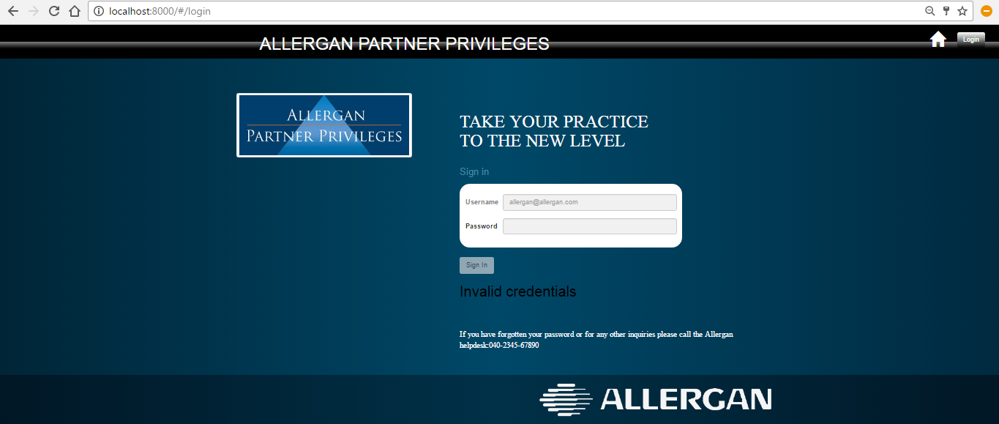 localhost:8000/#/login
ALLERGAN PARTNER PRIVILEGES
Login
ALLERGAN
PARTNER PRIVILEGES
TAKE YOUR PRACTICE
TO THE NEW LEVEL
Sign in
Username allergan@allergan.com
Password
Sign In
Invalid credentials
If you have forgotten your password or for any other inquiries please call the Allergan
helpdesk:040-2345-67890
ALLERGAN